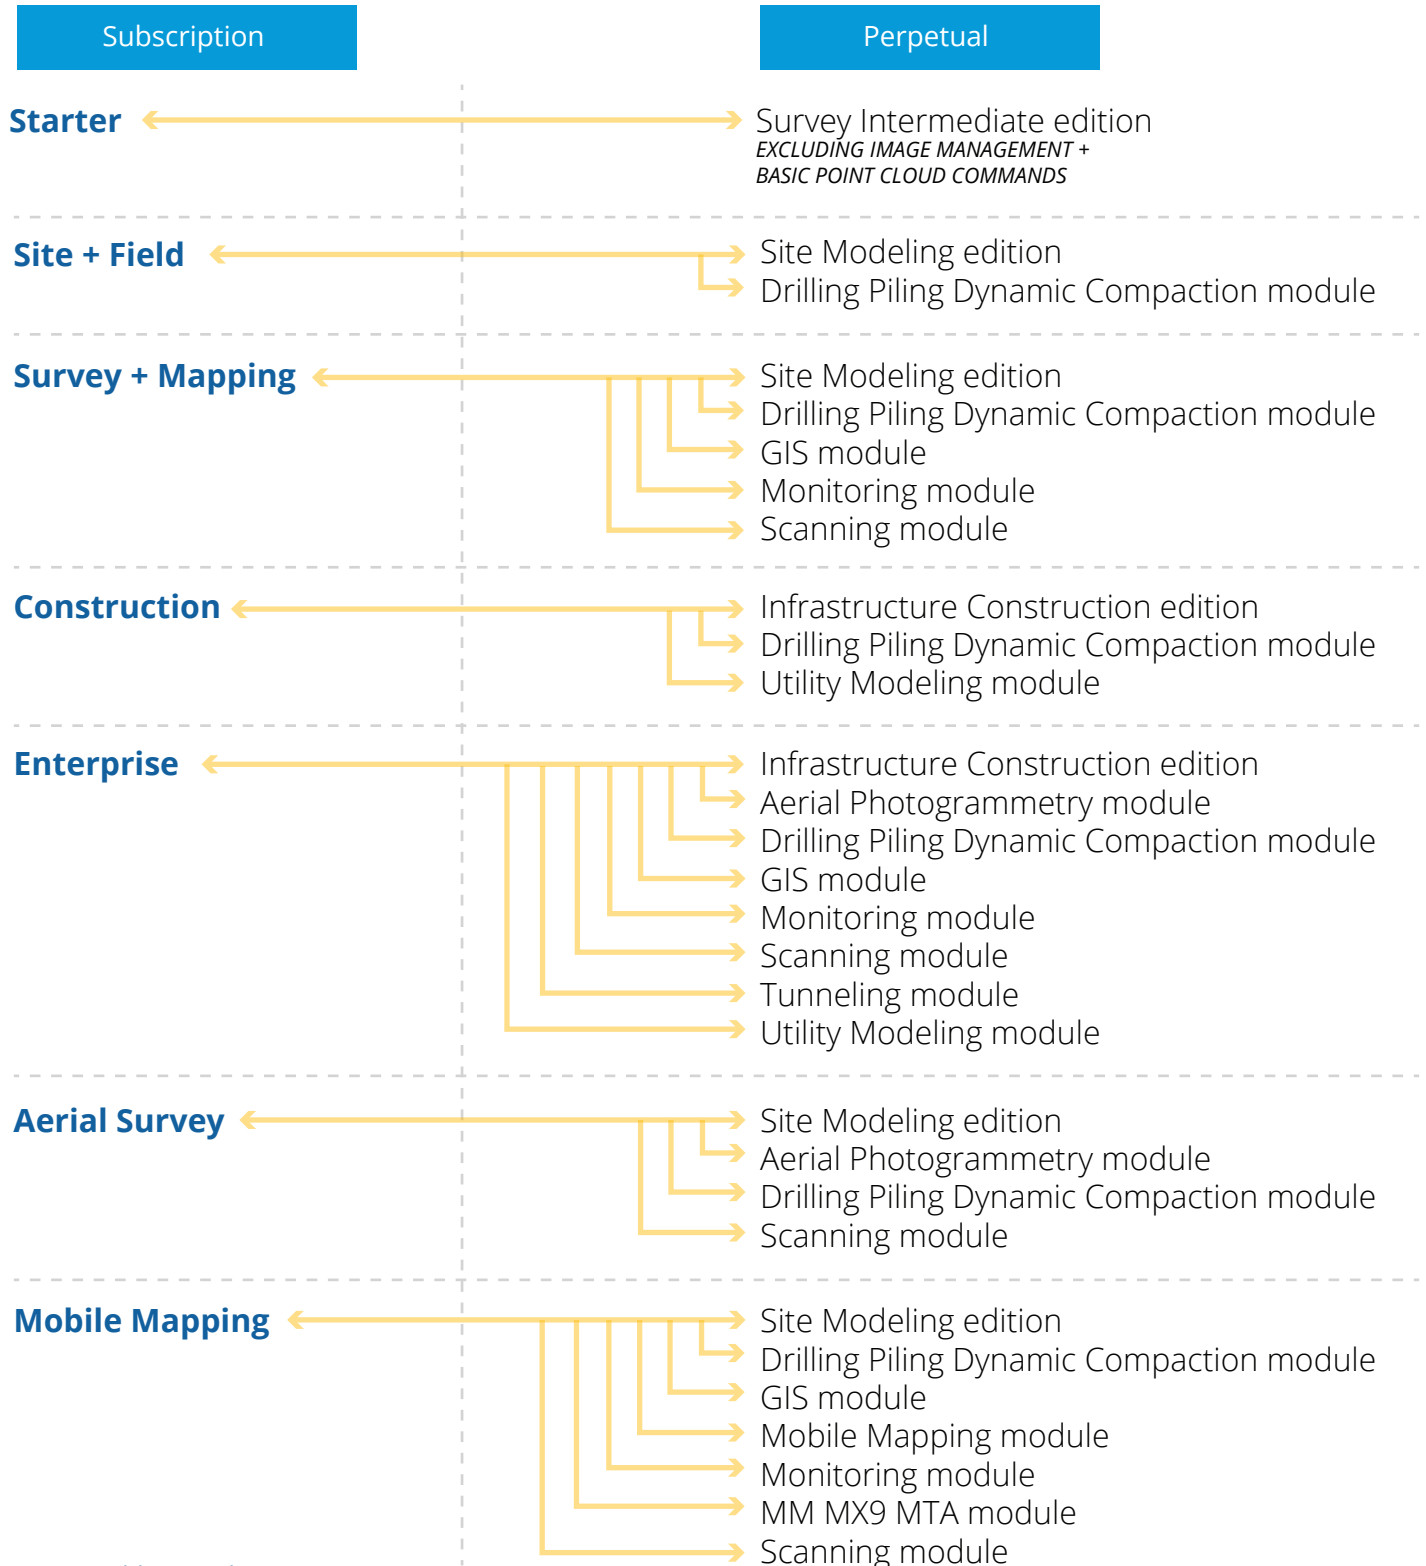 Subscription
Perpetual
Starter
Survey Intermediate edition
EXCLUDING IMAGE MANAGEMENT +
BASIC POINT CLOUD COMMANDS
Site + Field
Site Modeling edition
Drilling Piling Dynamic Compaction module
Survey + Mapping
Site Modeling edition
Drilling Piling Dynamic Compaction module
GIS module
Monitoring module
Scanning module
Construction
Infrastructure Construction edition
Drilling Piling Dynamic Compaction module
Utility Modeling module
Enterprise
Infrastructure Construction edition
Aerial Photogrammetry module
Drilling Piling Dynamic Compaction module
GIS module
Monitoring module
Scanning module
Tunneling module
Utility Modeling module
Aerial Survey
Site Modeling edition
Aerial Photogrammetry module
Drilling Piling Dynamic Compaction module
Scanning module
Mobile Mapping
Site Modeling edition
Drilling Piling Dynamic Compaction module
GIS module
Mobile Mapping module
Monitoring module
MM MX9 MTA module
Scanning module